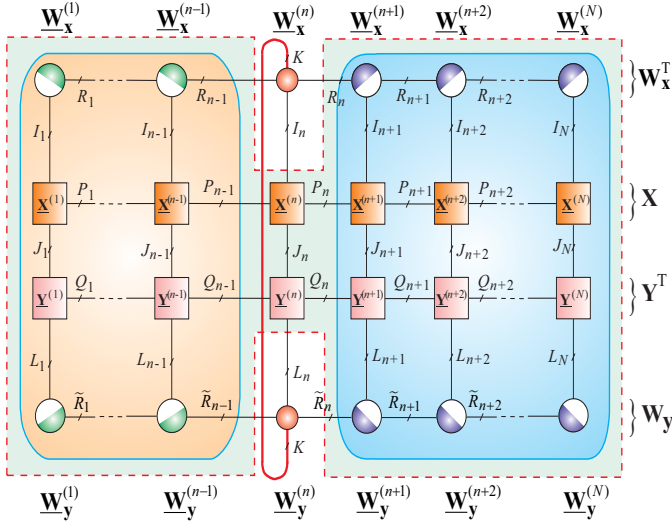 W_x^(1) W_x^(n-1) W_x^(n) W_x^(n+1) W_x^(n+2) W_x^(N)
K
R_1 R_n-1 R_n R_n+1 R_n+2 } W_x^T
I_1 I_n-1 I_n I_n+1 I_n+2 I_N
P_1 P_n-1 P_n P_n+1 P_n+2
X^(1) X^(n-1) X^(n) X^(n+1) X^(n+2) X^(N) } X
J_1 J_n-1 J_n J_n+1 J_n+2 J_N
Q_1 Q_n-1 Q_n Q_n+1 Q_n+2
Y^(1) Y^(n-1) Y^(n) Y^(n+1) Y^(n+2) Y^(N) } Y^T
L_1 L_n-1 L_n L_n+1 L_n+2 L_N
R̃_1 R̃_n-1 R̃_n R̃_n+1 R̃_n+2 } W_y
K
W_y^(1) W_y^(n-1) W_y^(n) W_y^(n+1) W_y^(n+2) W_y^(N)